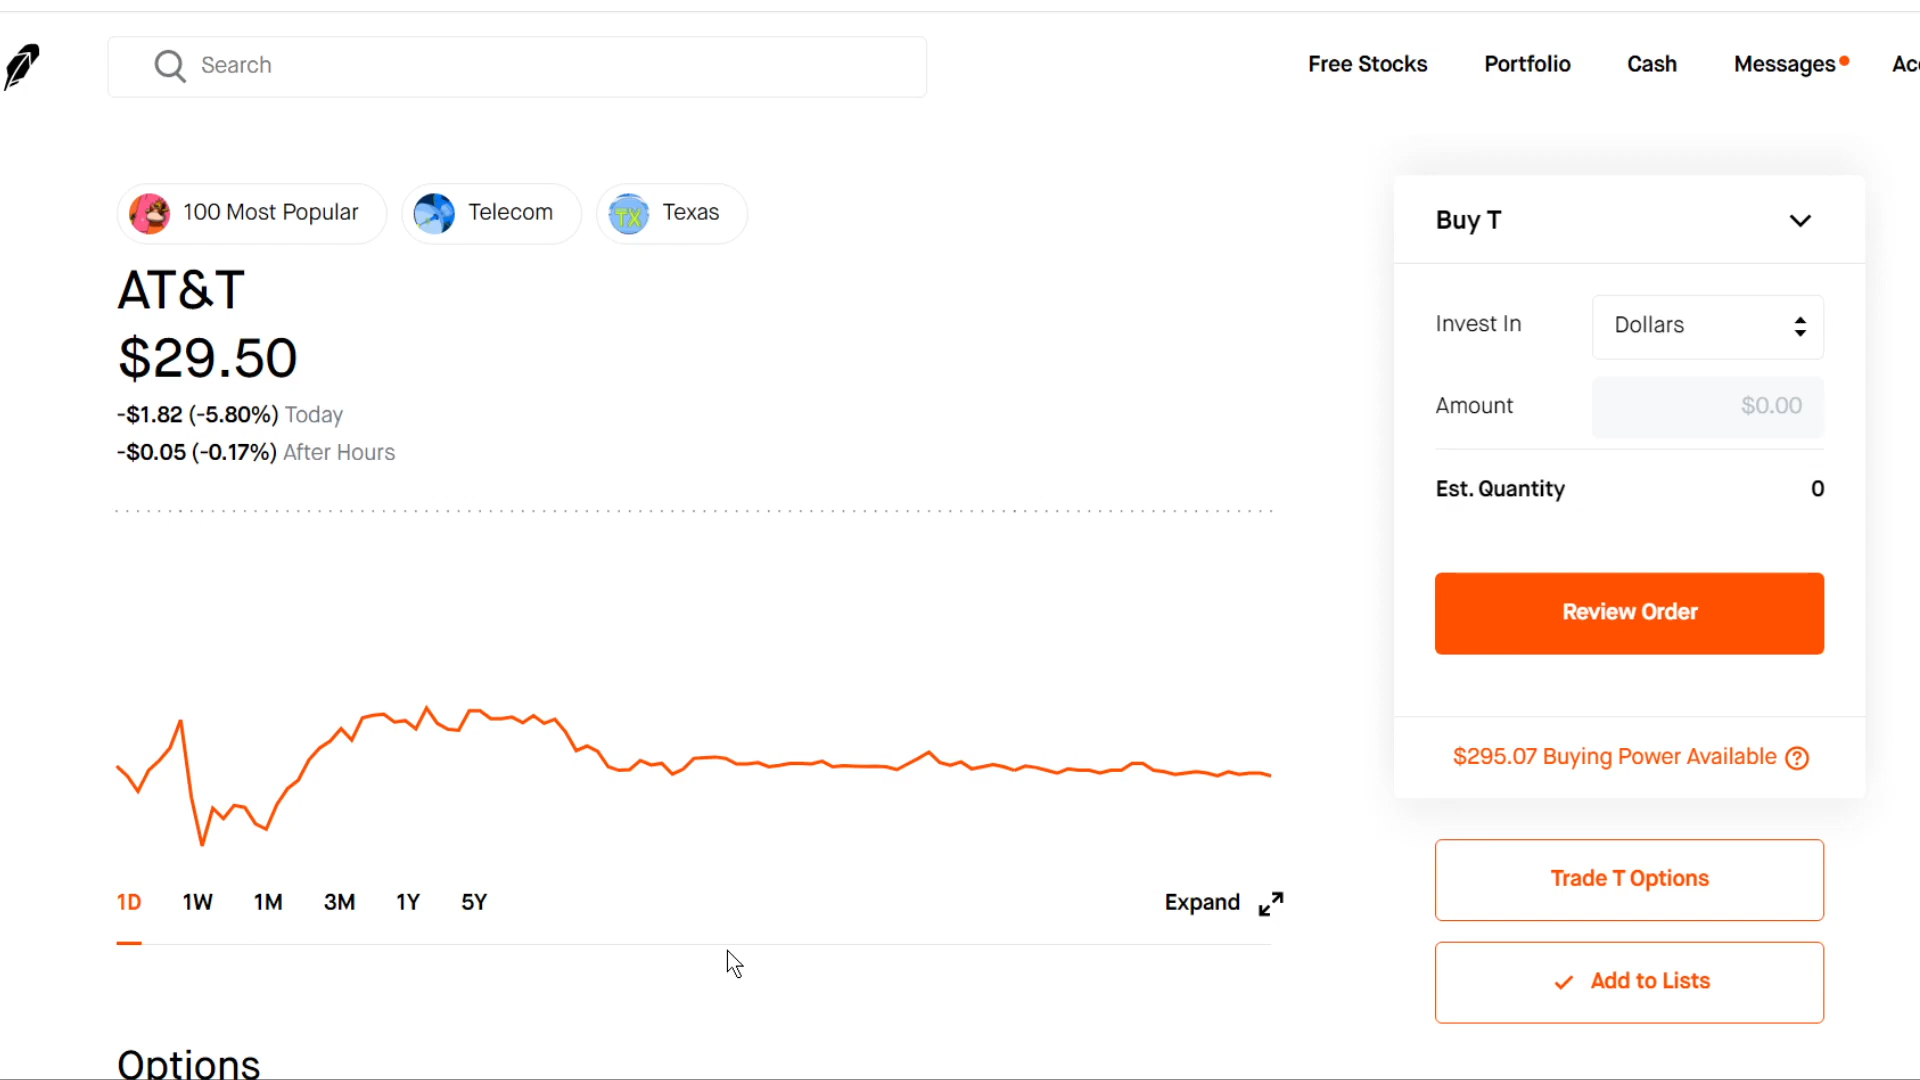 Search
Free Stocks Portfolio Cash Messages Acc
100 Most Popular Telecom TX Texas
AT&T
$29.50
-$1.82 (-5.80%) Today
-$0.05 (-0.17%) After Hours
Buy T
Invest In Dollars
Amount $0.00
Est. Quantity 0
Review Order
$295.07 Buying Power Available ?
1D 1W 1M 3M 1Y 5Y Expand
Trade T Options
Add to Lists
Options